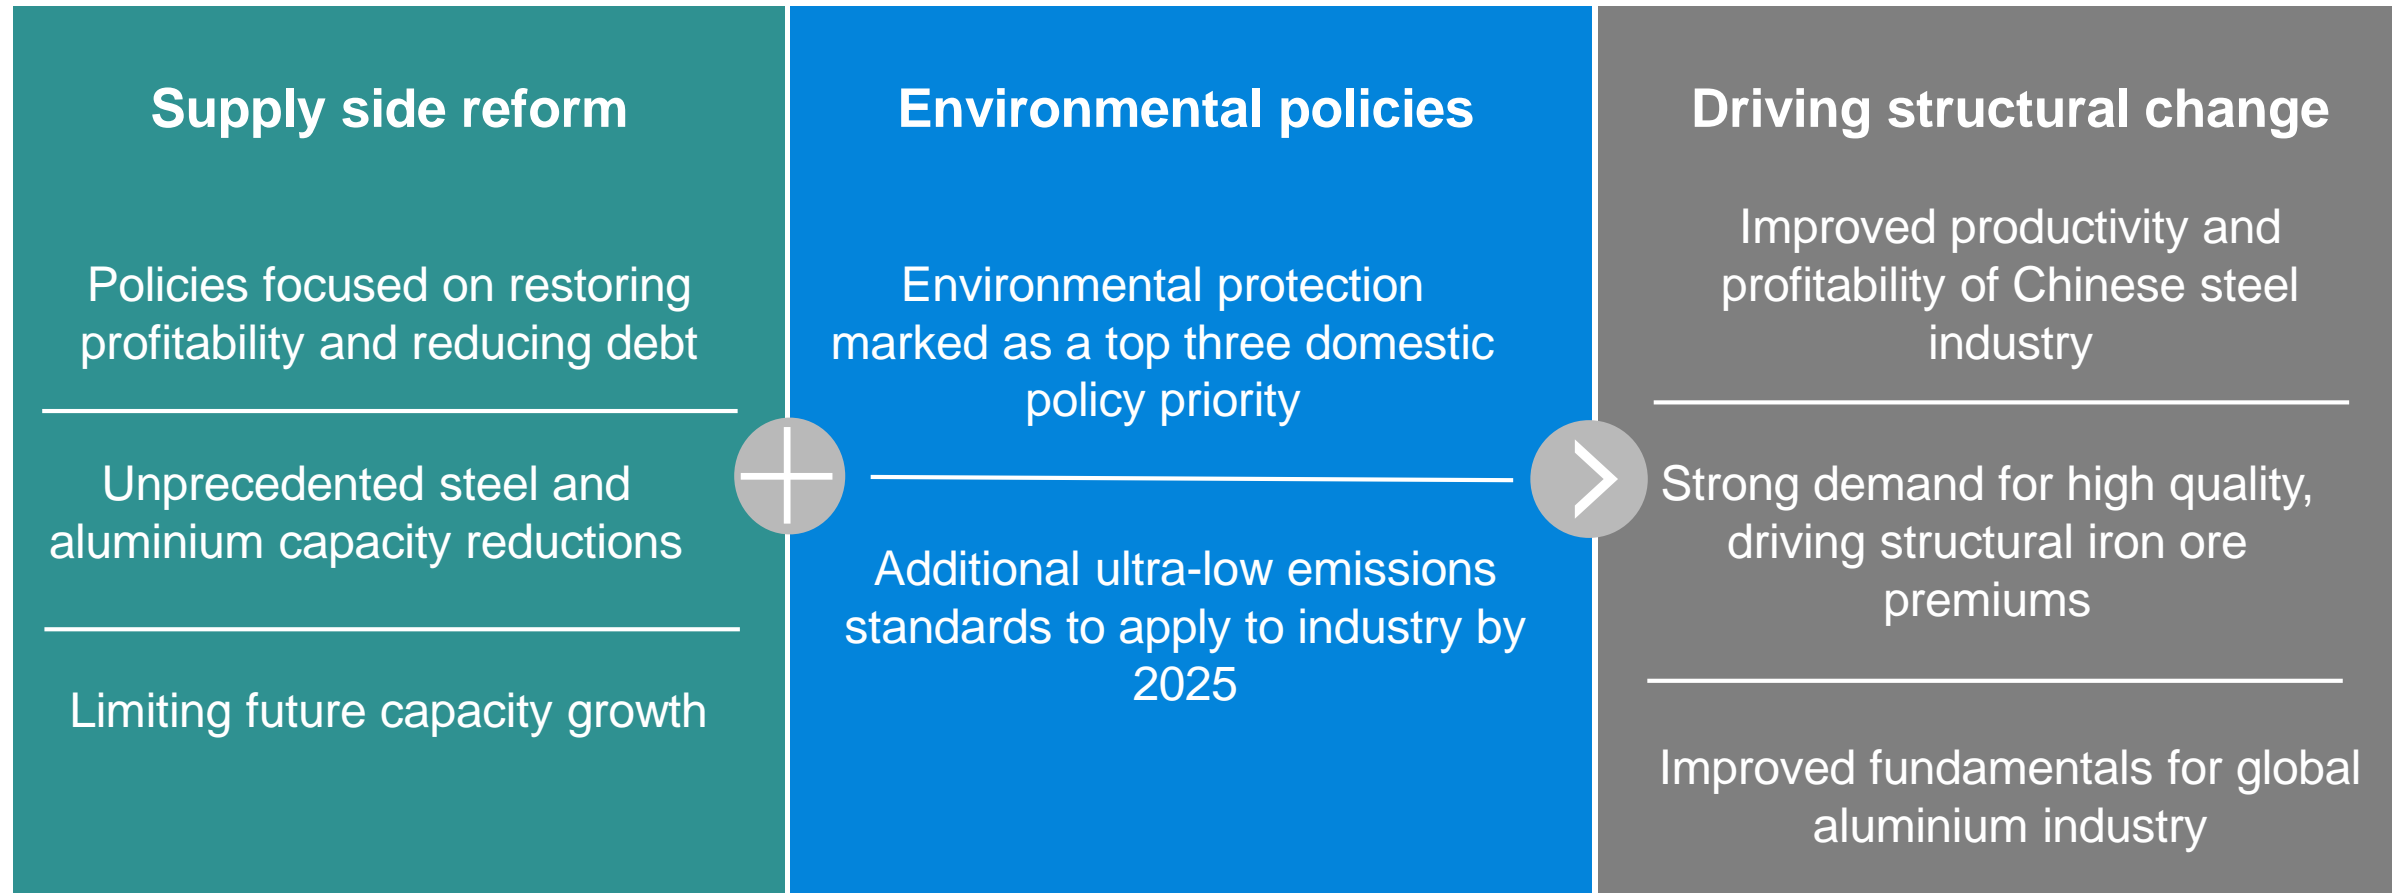 Supply side reform
Policies focused on restoring
profitability and reducing debt
Unprecedented steel and
aluminium capacity reductions
Limiting future capacity growth
Environmental policies
Environmental protection
marked as a top three domestic
policy priority
Additional ultra-low emissions
standards to apply to industry by
2025
Driving structural change
Improved productivity and
profitability of Chinese steel
industry
Strong demand for high quality,
driving structural iron ore
premiums
Improved fundamentals for global
aluminium industry